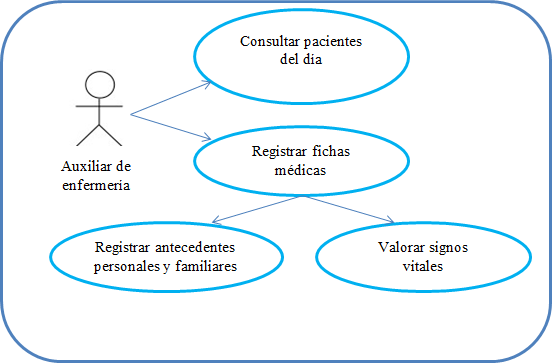 Consultar pacientes
del dia
Auxiliar de
enfermeria
Registrar fichas
médicas
Registrar antecedentes
personales y familiares
Valorar signos
vitales